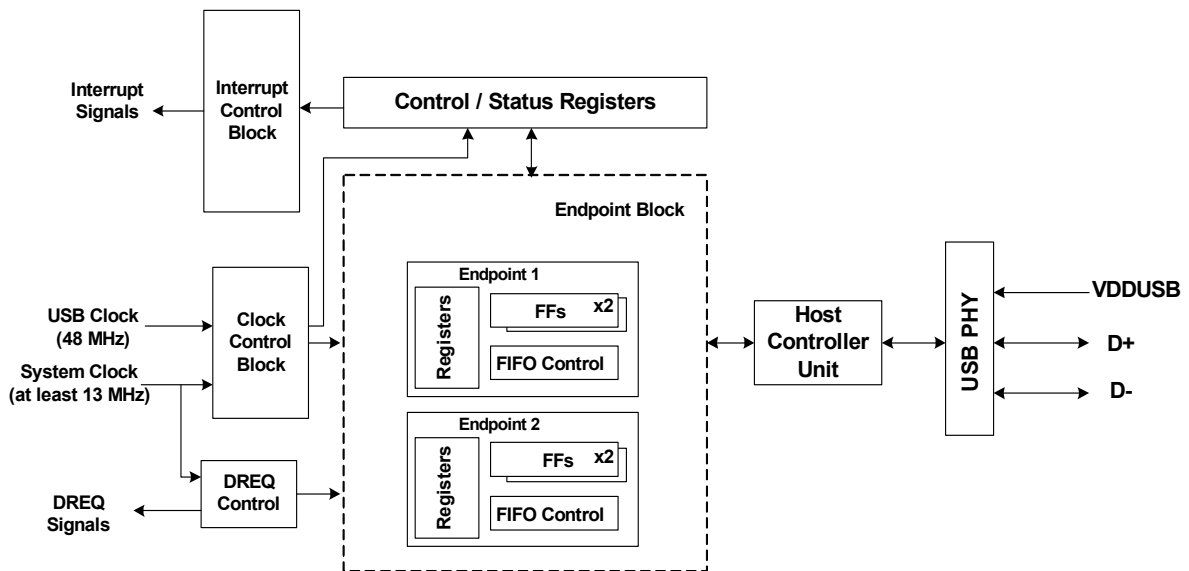 Interrupt
Signals
Interrupt
Control
Block
Control / Status Registers
Endpoint Block
USB Clock
(48 MHz)
System Clock
(at least 13 MHz)
Clock
Control
Block
DREQ
Signals
DREQ
Control
Endpoint 1
Registers
FFs
x2
FIFO Control
Endpoint 2
Registers
FFs
x2
FIFO Control
Host
Controller
Unit
USB PHY
VDDUSB
D+
D-